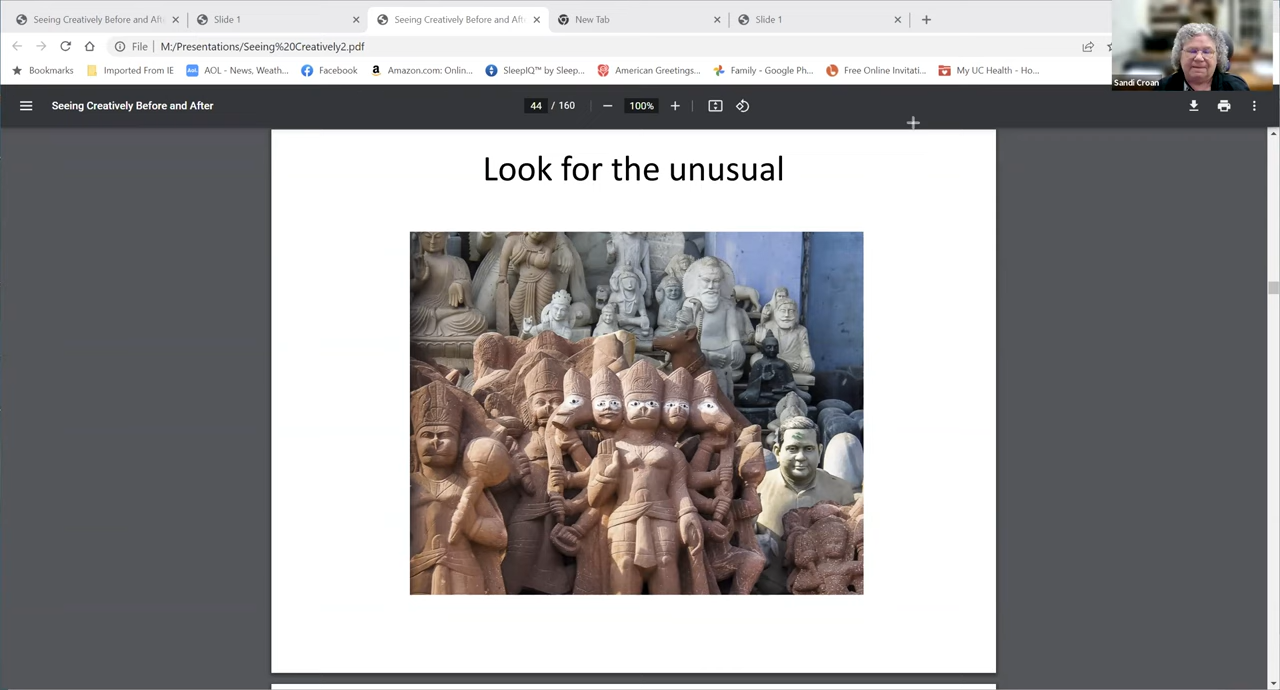 Seeing Creatively Before and Aft
Slide 1
Seeing Creatively Before and Aft
New Tab
Slide 1
File
M:/Presentations/Seeing%20Creatively2.pdf
Bookmarks
Imported From IE
AOL - News, Weath...
Facebook
Amazon.com: Onlin...
SleepIQ™ by Sleep...
American Greetings...
Family - Google Ph...
Free Online Invitati...
My UC Health - Ho...
Sandi Croan
Seeing Creatively Before and After
44 / 160
100%
Look for the unusual